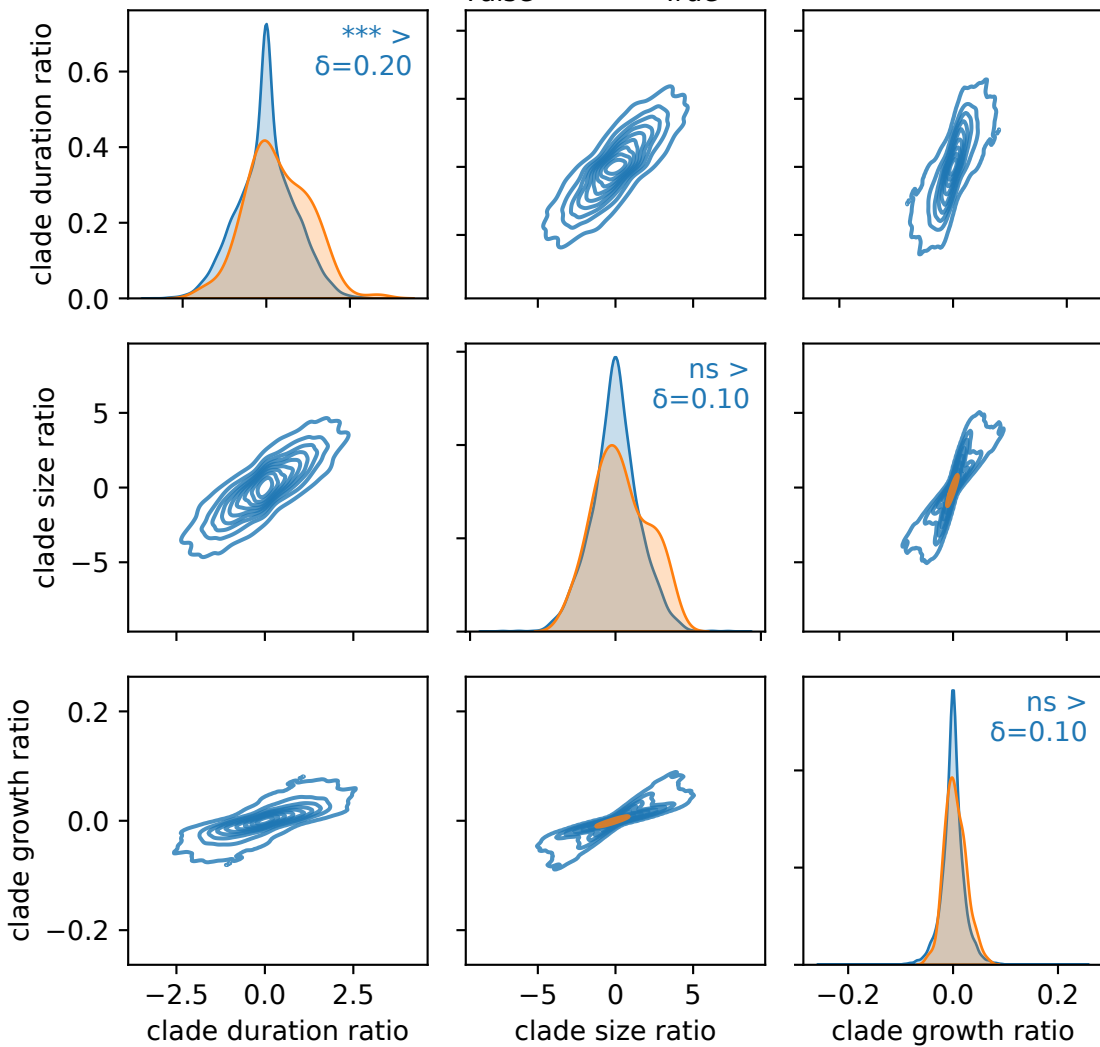 clade duration ratio
0.6
0.4
0.2
0.0
*** >
δ=0.20
clade size ratio
5
0
−5
ns >
δ=0.10
clade growth ratio
0.2
0.0
−0.2
ns >
δ=0.10
−2.5 0.0 2.5
−5 0 5
−0.2 0.0 0.2
clade duration ratio
clade size ratio
clade growth ratio